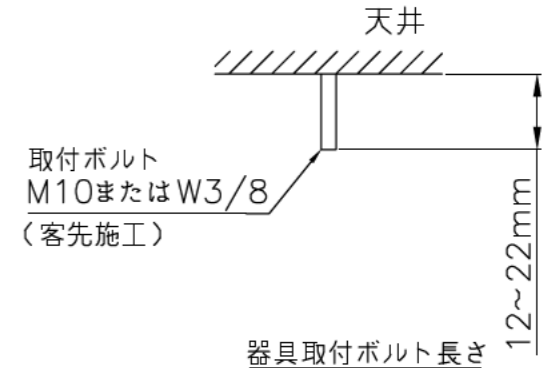 天井
取付ボルト
M10またはW3/8
（客先施工）
12~22mm
器具取付ボルト長さ